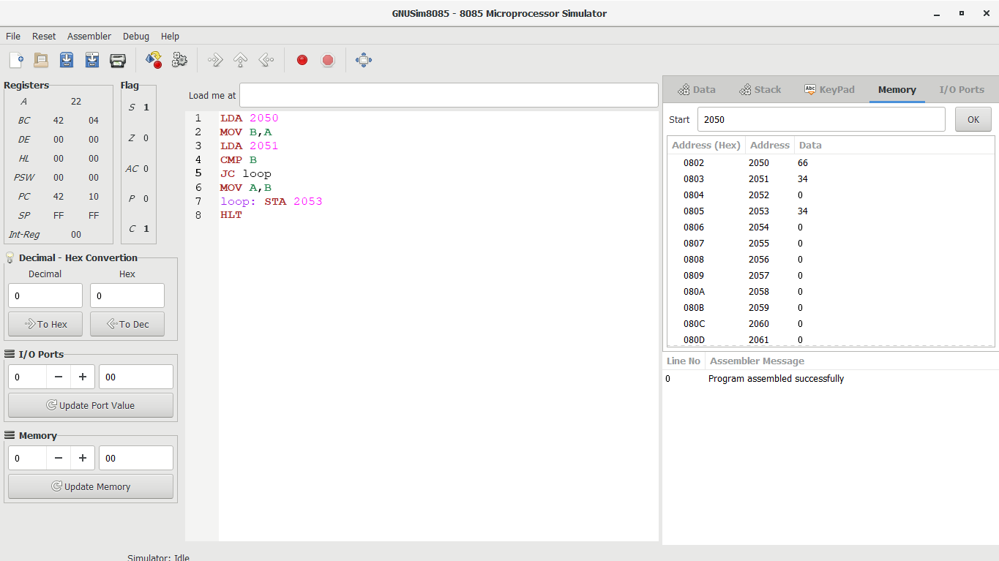 GNUSim8085 - 8085 Microprocessor Simulator
File Reset Assembler Debug Help
Registers
A 22
BC 42 04
DE 00 00
HL 00 00
PSW 00 00
PC 42 10
SP FF FF
Int-Reg 00
Flag
S 1
Z 0
AC 0
P 0
C 1
Decimal - Hex Convertion
Decimal Hex
0 0
To Hex To Dec
I/O Ports
0 − + 00
Update Port Value
Memory
0 − + 00
Update Memory
Load me at
1 LDA 2050
2 MOV B,A
3 LDA 2051
4 CMP B
5 JC loop
6 MOV A,B
7 loop: STA 2053
8 HLT
Data Stack Abc KeyPad Memory I/O Ports
Start 2050 OK
Address (Hex) Address Data
0802 2050 66
0803 2051 34
0804 2052 0
0805 2053 34
0806 2054 0
0807 2055 0
0808 2056 0
0809 2057 0
080A 2058 0
080B 2059 0
080C 2060 0
080D 2061 0
Line No Assembler Message
0 Program assembled successfully
Simulator: Idle